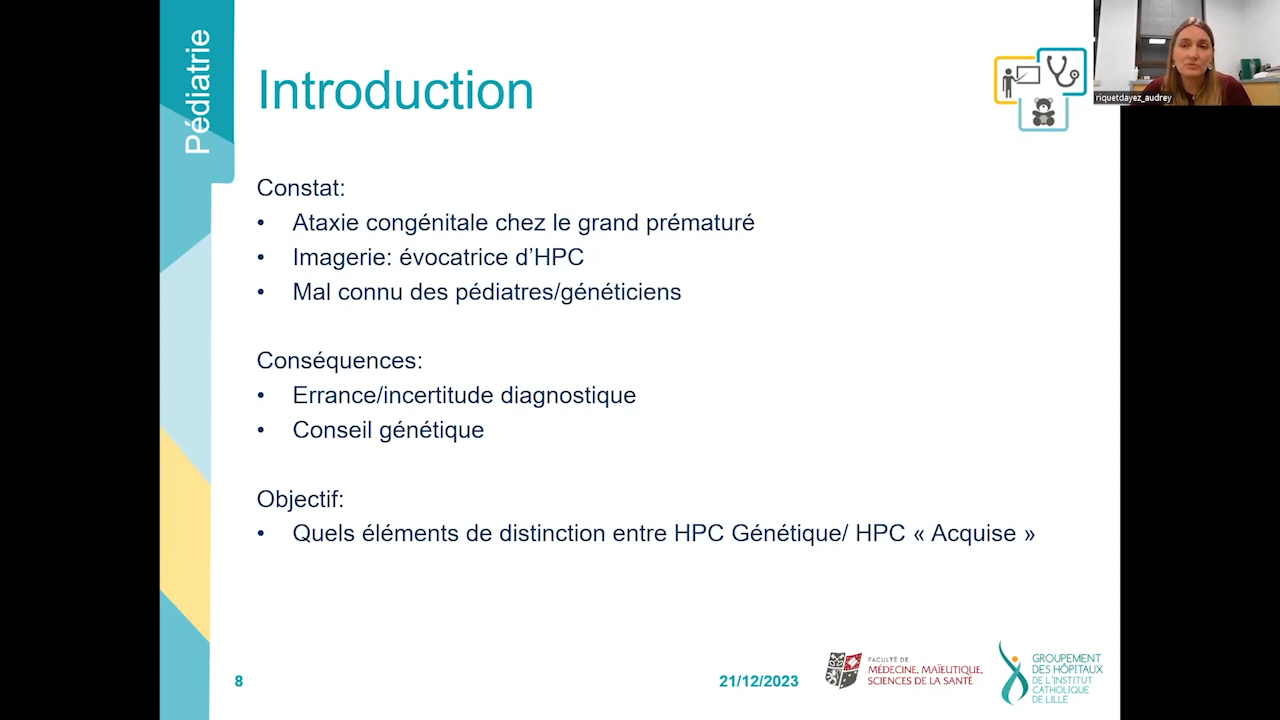 Pédiatrie
Introduction
riquetdayez_audrey
Constat:
• Ataxie congénitale chez le grand prématuré
• Imagerie: évocatrice d’HPC
• Mal connu des pédiatres/généticiens
Conséquences:
• Errance/incertitude diagnostique
• Conseil génétique
Objectif:
• Quels éléments de distinction entre HPC Génétique/ HPC « Acquise »
8
21/12/2023
FACULTÉ DE
MÉDECINE, MAÏEUTIQUE,
SCIENCES DE LA SANTÉ
GROUPEMENT
DES HÔPITAUX
DE L'INSTITUT
CATHOLIQUE
DE LILLE